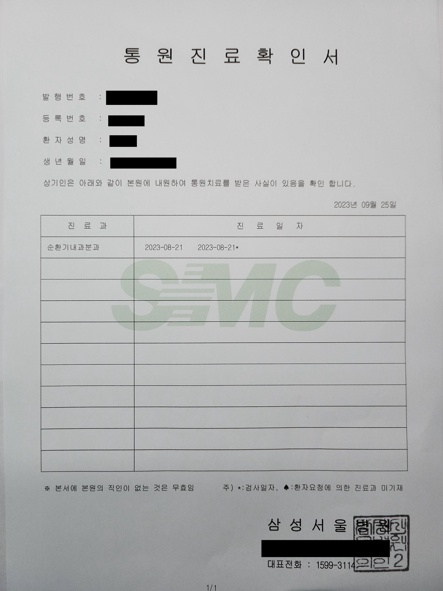 통원진료확인서
발행번호 :
등록번호 :
환자성명 :
생년월일 :
상기인은 아래와 같이 본원에 내원하여 통원치료를 받은 사실이 있음을 확인 합니다.
2023년 09월 25일
진료과 진료일자
순환기내과분과 2023-08-21 2023-08-21*
SMC
※ 본서에 본원의 직인이 없는 것은 무효임 주) *:검사일자, ♠:환자요청에 의한 진료과 미기재
삼성서울병원
대표전화 : 1599-3114
1/1